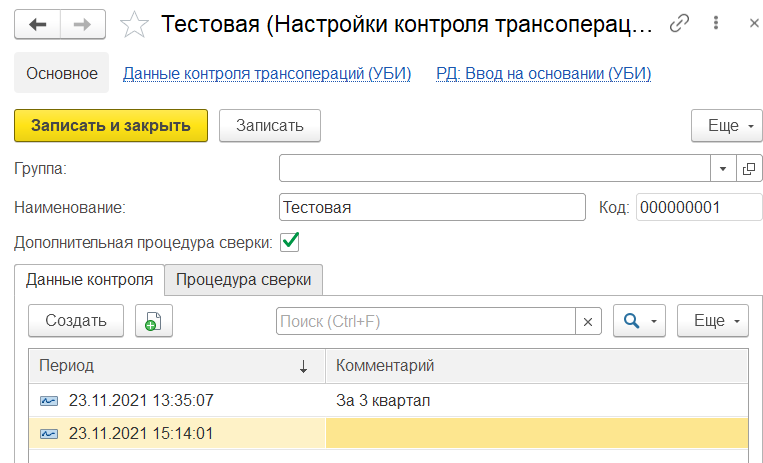 Тестовая (Настройки контроля трансоперац...
Основное Данные контроля трансопераций (УБИ) РД: Ввод на основании (УБИ)
Записать и закрыть Записать Еще
Группа:
Наименование: Тестовая Код: 000000001
Дополнительная процедура сверки:
Данные контроля Процедура сверки
Создать Поиск (Ctrl+F) Еще
Период Комментарий
23.11.2021 13:35:07 За 3 квартал
23.11.2021 15:14:01